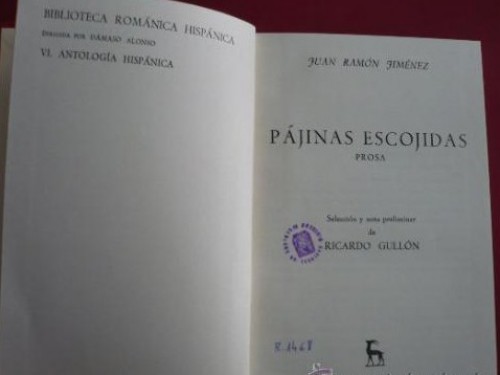 BIBLIOTECA ROMÁNICA HISPÁNICA
DIRIGIDA POR DÁMASO ALONSO
VI. ANTOLOGÍA HISPÁNICA
JUAN RAMÓN JIMÉNEZ
PÁJINAS ESCOJIDAS
PROSA
Selección y nota preliminar
de
RICARDO GULLÓN
R.1468